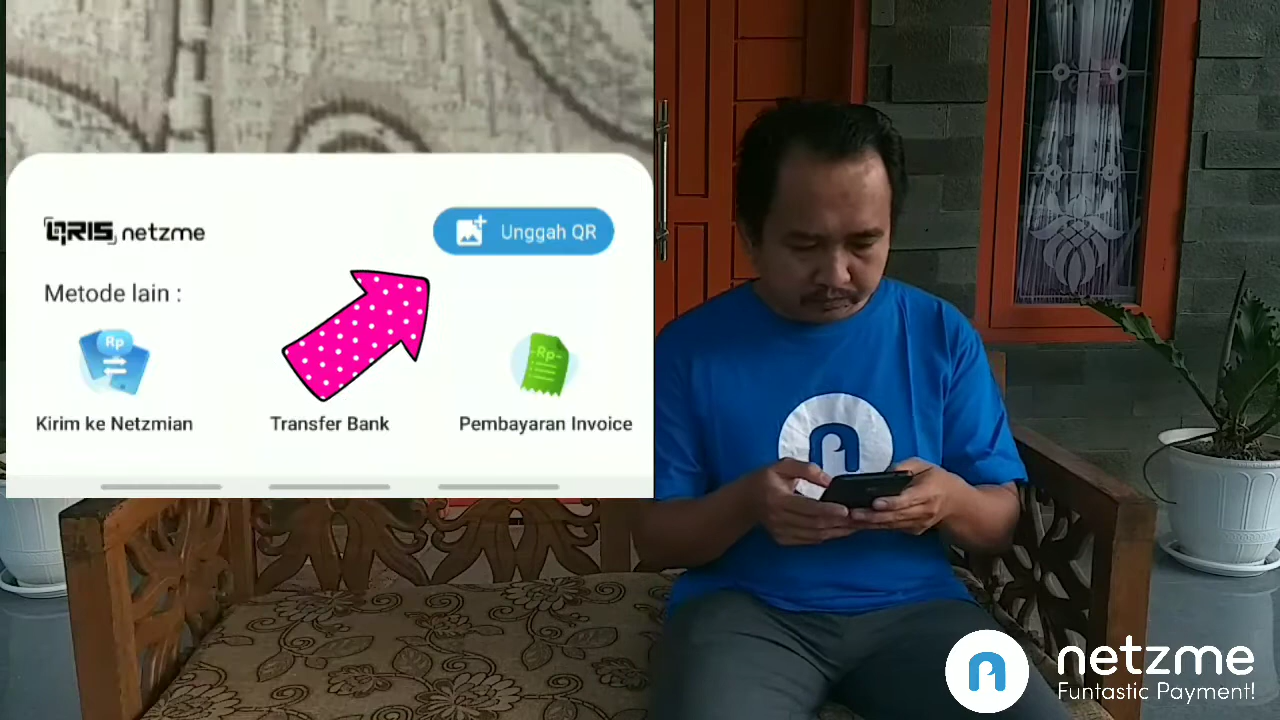 QRIS netzme
Unggah QR
Metode lain :
Rp
-Rp-
Kirim ke Netzmian
Transfer Bank
Pembayaran Invoice
netzme
Funtastic Payment!